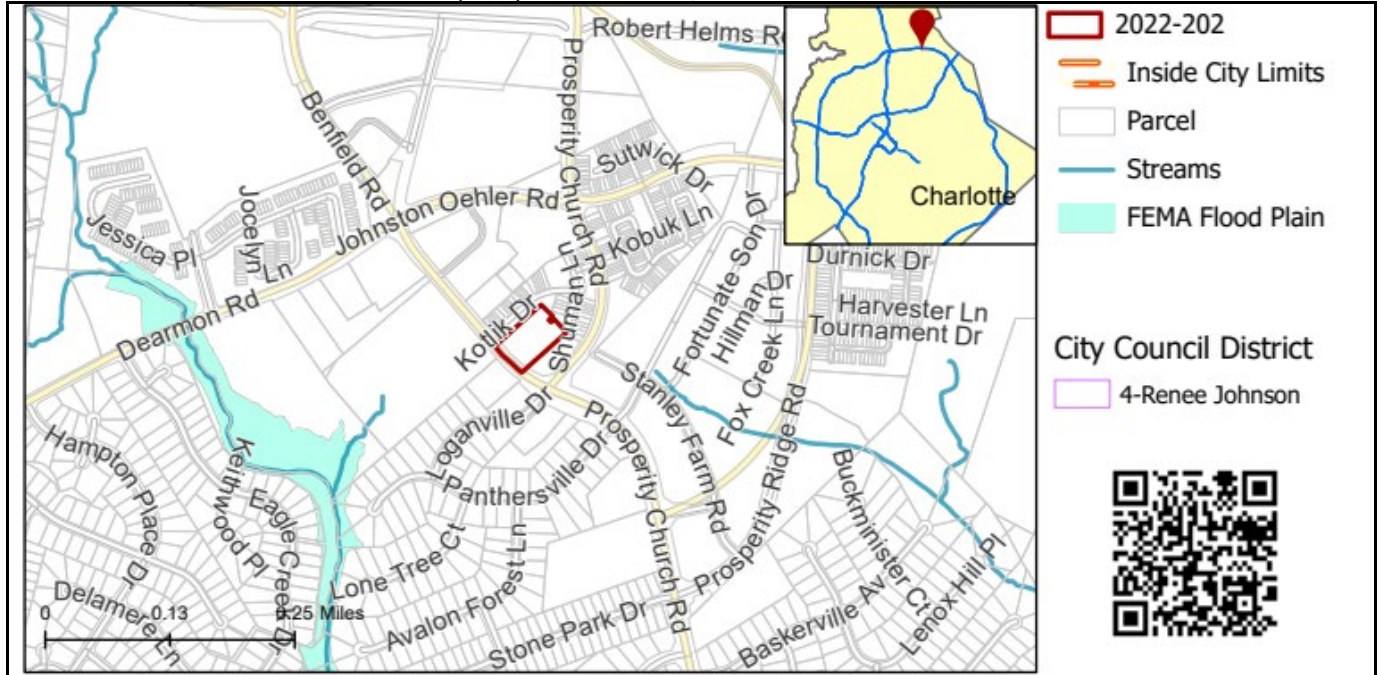 Robert Helms R
Prosperity Church Rd
Benfield Rd
Sutwick Dr
Jocelyn Ln
Johnston Oehler Rd
Jessica Pl
Kobuk Ln
Shumard Ln
Fortunate Son Dr
Hillman Dr
Fox Creek Ln
Durnick Dr
Harvester Ln
Tournament Dr
Dearmon Rd
Kotlik Dr
Stanley Farm Rd
Loganville Dr
Prosperity Church Rd
Panthersville Dr
Prosperity Ridge Rd
Hampton Place Dr
Keithwood Pl
Eagle Creek Dr
Lone Tree Ct
Avalon Forest Ln
Stone Park Dr
Buckminister Ct
Baskerville Av
Lenox Hill Pl
Delamere Ln
0 0.13 0.25 Miles
Charlotte
2022-202
Inside City Limits
Parcel
Streams
FEMA Flood Plain
City Council District
4-Renee Johnson